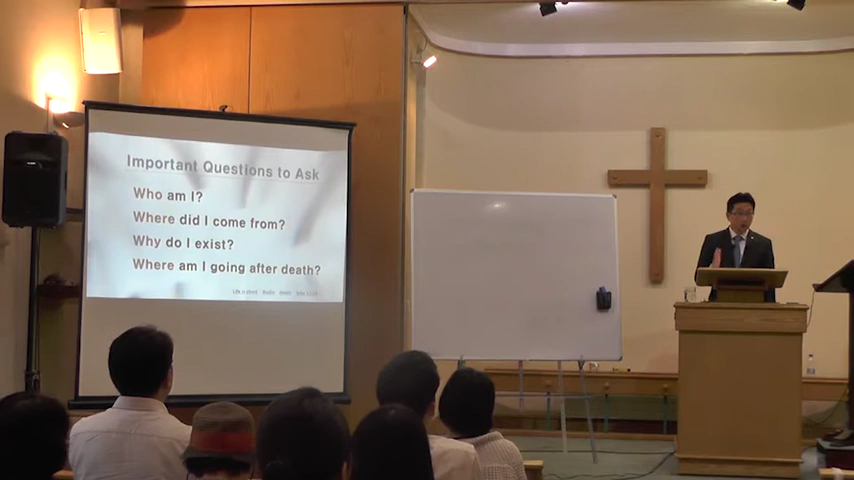 Important Questions to Ask
Who am I?
Where did I come from?
Why do I exist?
Where am I going after death?